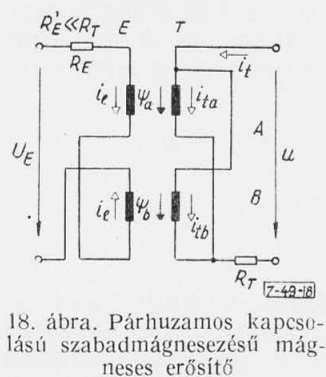 R'E ≪ RT E T
RE
it
ie Ψa ita
A
UE u
B
ie Ψb itb
RT
7-49-18
18. ábra. Párhuzamos kapcso-
lású szabadmágnesezésű mág-
neses erősítő